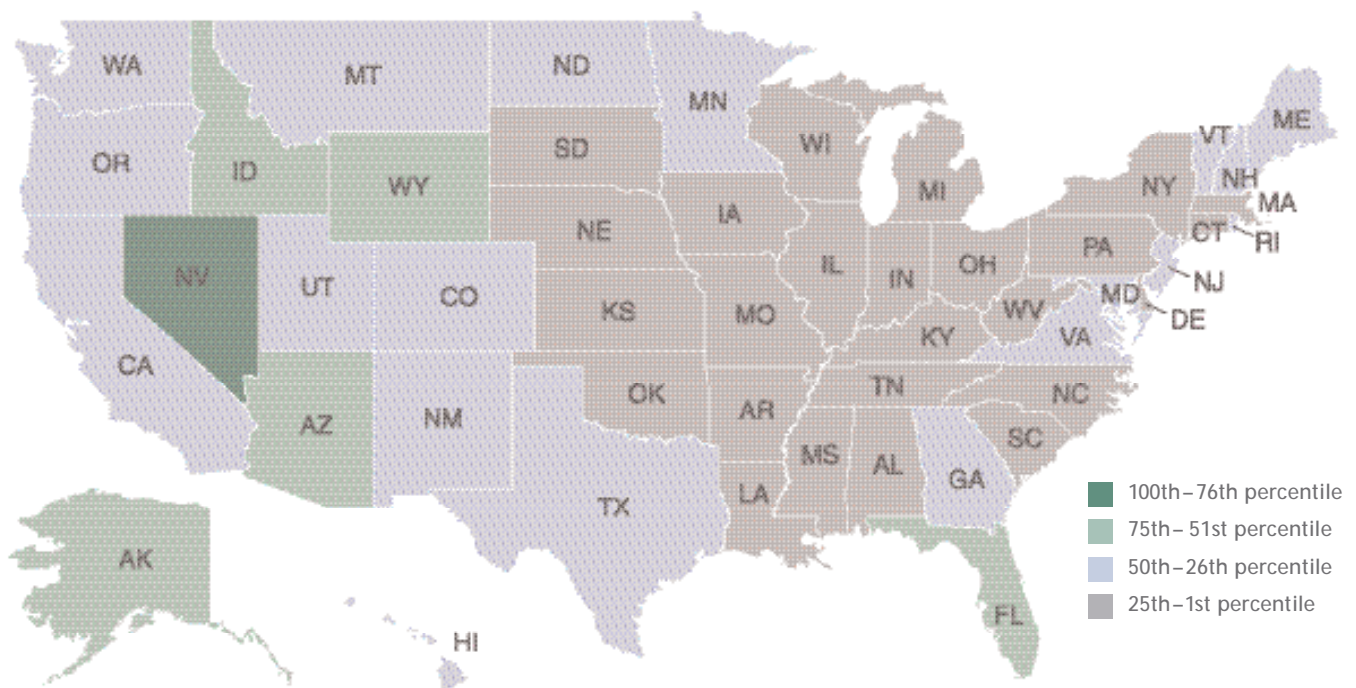 WA
MT
ND
MN
VT
ME
OR
ID
WY
SD
WI
MI
NY
NH
MA
CT
RI
NV
UT
CO
NE
IA
IL
IN
OH
PA
NJ
MD
DE
CA
AZ
NM
KS
MO
KY
WV
VA
OK
AR
TN
NC
SC
TX
LA
MS
AL
GA
AK
HI
FL
100th–76th percentile
75th–51st percentile
50th–26th percentile
25th–1st percentile